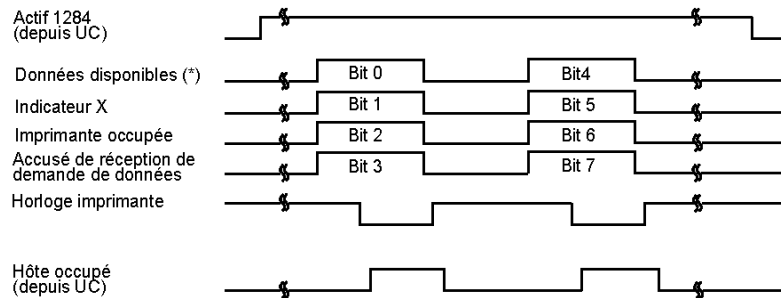 Actif 1284
(depuis UC)
Données disponibles (*)
Bit 0
Bit4
Indicateur X
Bit 1
Bit 5
Imprimante occupée
Bit 2
Bit 6
Accusé de réception de
demande de données
Bit 3
Bit 7
Horloge imprimante
Hôte occupé
(depuis UC)